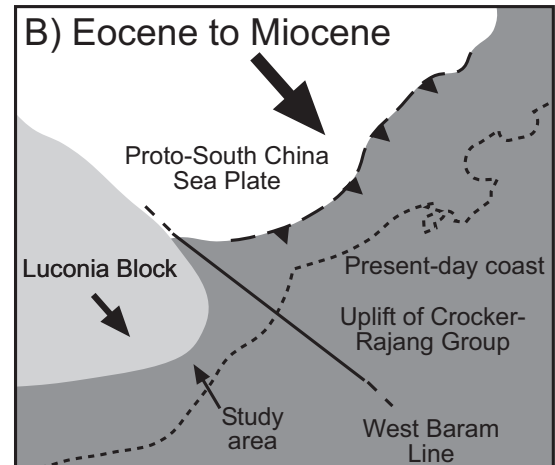 B) Eocene to Miocene
Proto-South China
Sea Plate
Luconia Block
Present-day coast
Uplift of Crocker-
Rajang Group
Study
area
West Baram
Line